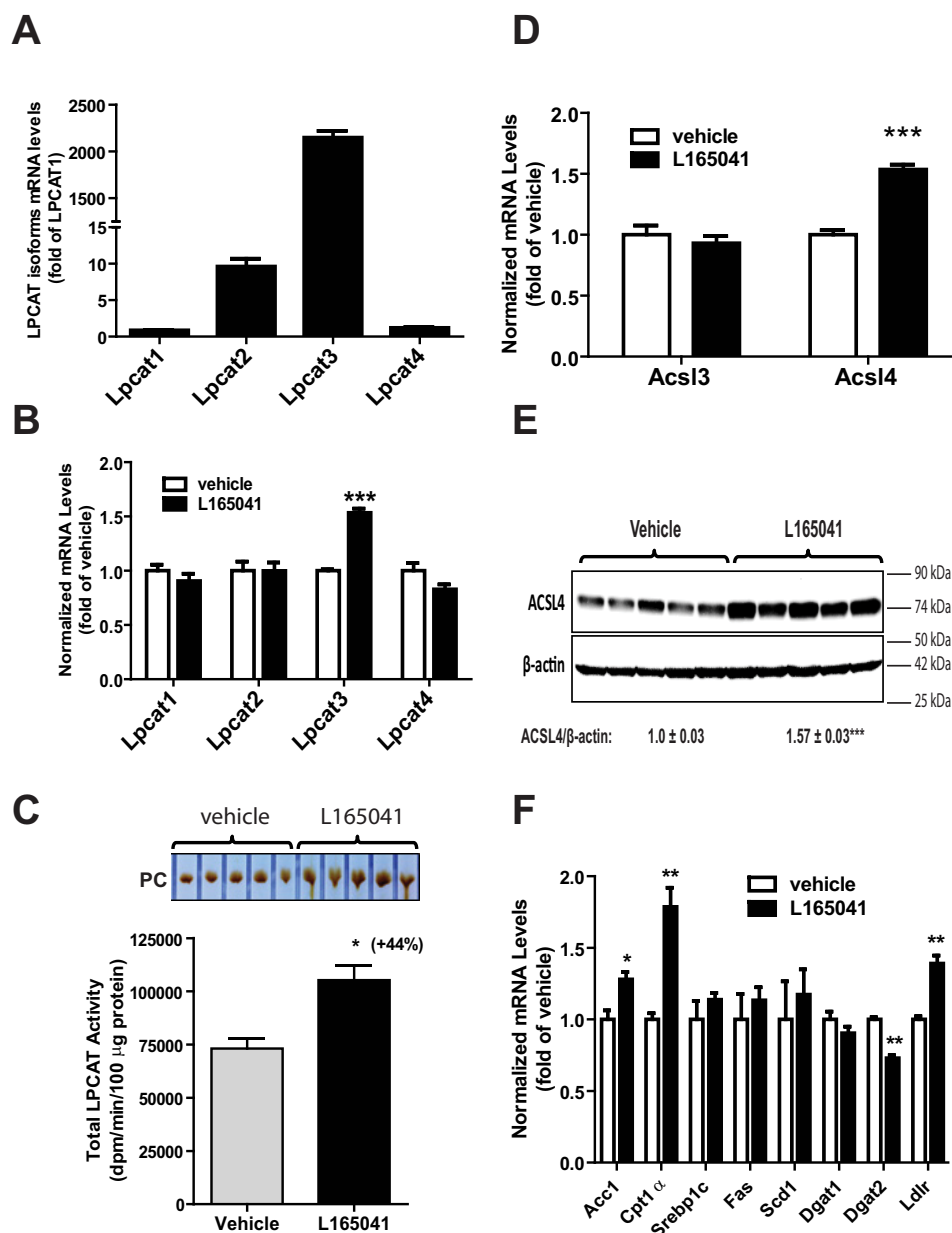 A
LPCAT isoforms mRNA levels
(fold of LPCAT1)
2500
2000
1500
15
10
5
0
Lpcat1
Lpcat2
Lpcat3
Lpcat4
D
Normalized mRNA Levels
(fold of vehicle)
2.0
1.5
1.0
0.5
0.0
vehicle
L165041
***
Acsl3
Acsl4
B
Normalized mRNA Levels
(fold of vehicle)
2.0
1.5
1.0
0.5
0.0
vehicle
L165041
***
Lpcat1
Lpcat2
Lpcat3
Lpcat4
E
Vehicle
L165041
ACSL4
β-actin
90 kDa
74 kDa
50 kDa
42 kDa
25 kDa
ACSL4/β-actin: 1.0 ± 0.03 1.57 ± 0.03***
C
vehicle
L165041
PC
Total LPCAT Activity
(dpm/min/100 μg protein)
125000
100000
75000
50000
25000
0
* (+44%)
Vehicle
L165041
F
Normalized mRNA Levels
(fold of vehicle)
2.0
1.5
1.0
0.5
0.0
vehicle
L165041
*
**
**
**
Acc1
Cpt1α
Srebp1c
Fas
Scd1
Dgat1
Dgat2
Ldlr